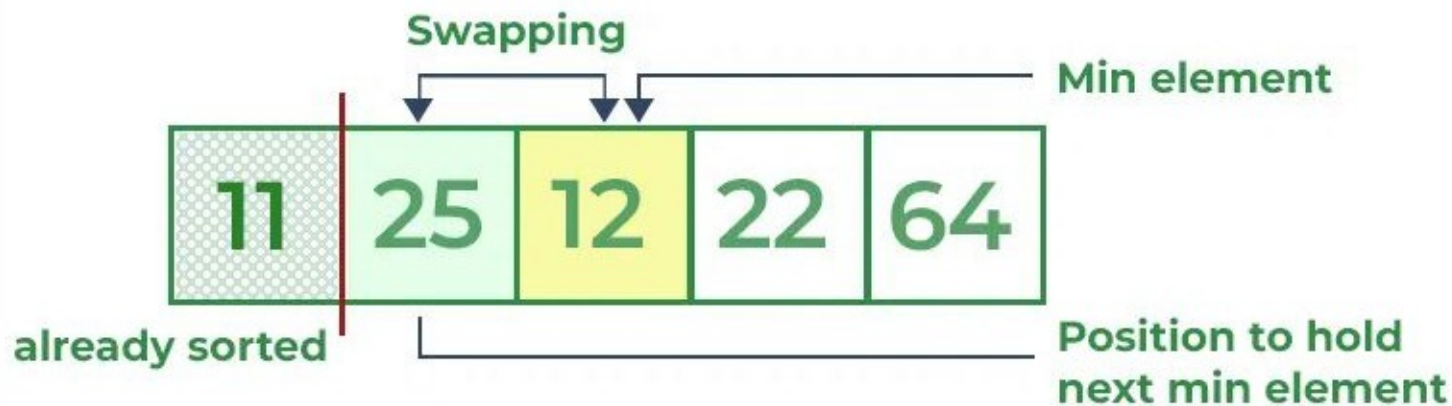 Swapping
Min element
11 25 12 22 64
already sorted
Position to hold
next min element